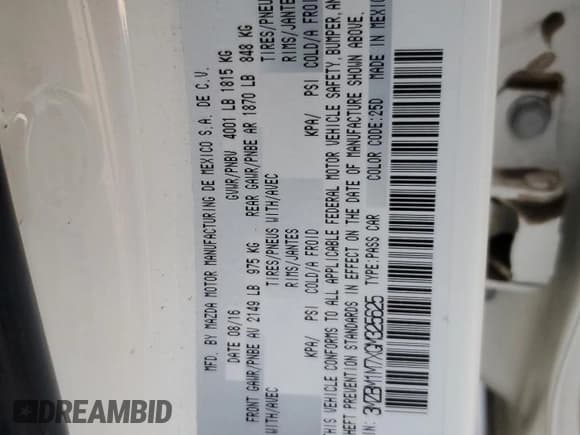 MFD. BY MAZDA MOTOR MANUFACTURING DE MEXICO S.A. DE C.V.
DATE 08/16 GVWR/PNBV 4001 LB 1815 KG
FRONT GAWR/PNBE AV 2149 LB 975 KG - REAR GAWR/PNBE AR 1870 LB 848 KG
WITH/AVEC TIRES/PNEUS WITH/AVEC TIRES/PNEUS
RIMS/JANTES RIMS/JANTES
KPA/ PSI COLD/A FROID KPA/ PSI COLD/A FROID
THIS VEHICLE CONFORMS TO ALL APPLICABLE FEDERAL MOTOR VEHICLE SAFETY, BUMPER, AND
THEFT PREVENTION STANDARDS IN EFFECT ON THE DATE OF MANUFACTURE SHOWN ABOVE.
VIN: 3MZBM1M7XGM325625 TYPE:PASS CAR COLOR CODE:25D MADE IN MEXICO
DREAMBID